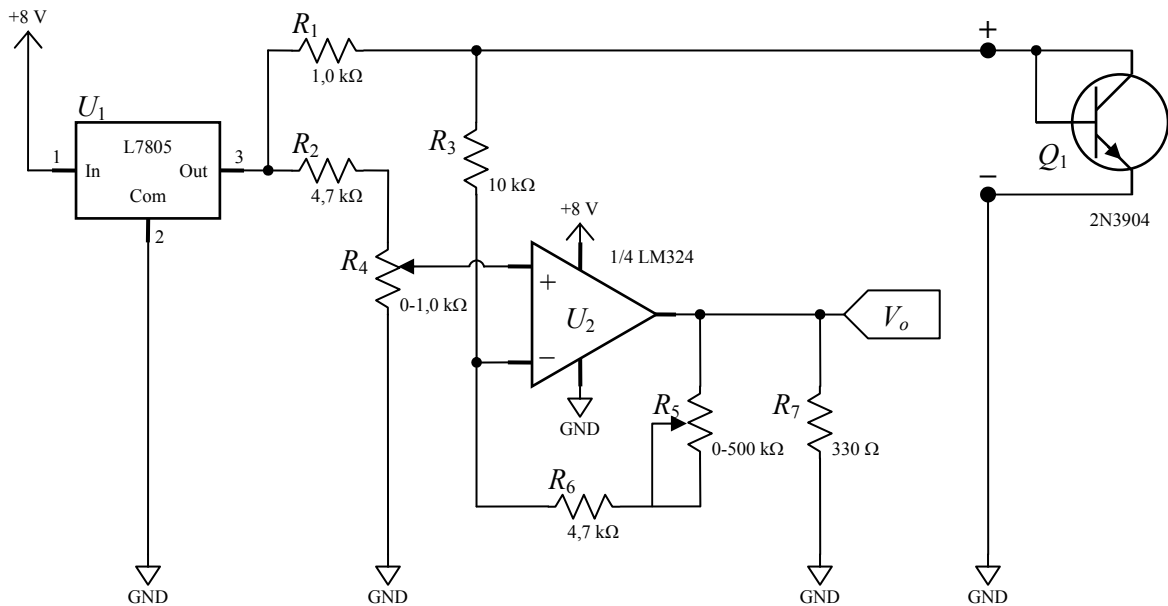 +8 V
R1
1,0 kΩ
+
U1
L7805
1
In
Out
3
Com
2
R2
4,7 kΩ
R3
10 kΩ
Q1
−
2N3904
+8 V
1/4 LM324
R4
0-1,0 kΩ
+
U2
−
Vo
GND
R5
0-500 kΩ
R7
330 Ω
R6
4,7 kΩ
GND
GND
GND
GND